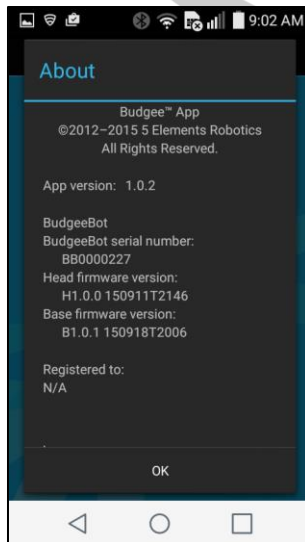 9:02 AM
About
Budgee™ App
©2012–2015 5 Elements Robotics
All Rights Reserved.
App version: 1.0.2
BudgeeBot
BudgeeBot serial number:
BB0000227
Head firmware version:
H1.0.0 150911T2146
Base firmware version:
B1.0.1 150918T2006
Registered to:
N/A
OK